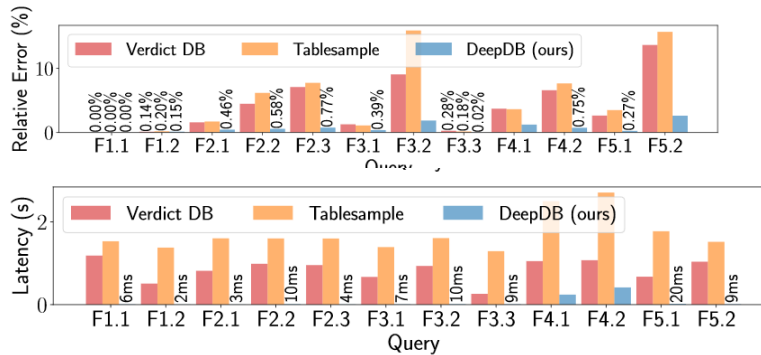 Relative Error (%)
10
0
Verdict DB Tablesample DeepDB (ours)
0.00% -0.00% 0.00% 0.14% -0.20% 0.15% 0.46% 0.58% 0.77% 0.39% 0.28% -0.18% 0.02% 0.75% 0.27%
F1.1 F1.2 F2.1 F2.2 F2.3 F3.1 F3.2 F3.3 F4.1 F4.2 F5.1 F5.2
Query
Latency (s)
2
0
Verdict DB Tablesample DeepDB (ours)
6ms 2ms 3ms 10ms 4ms 7ms 10ms 9ms 20ms 9ms
F1.1 F1.2 F2.1 F2.2 F2.3 F3.1 F3.2 F3.3 F4.1 F4.2 F5.1 F5.2
Query